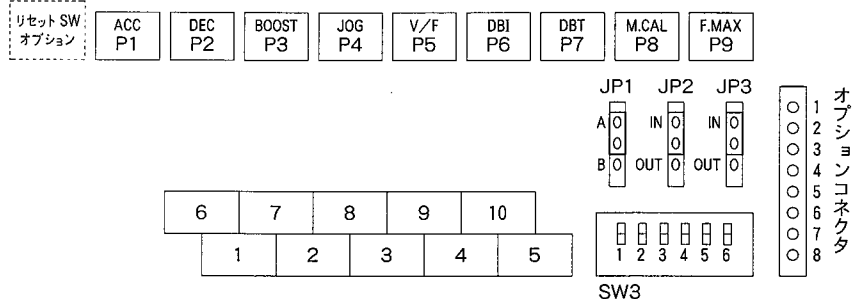 リセット SW
オプション
ACC
P1
DEC
P2
BOOST
P3
JOG
P4
V/F
P5
DBI
P6
DBT
P7
M.CAL
P8
F.MAX
P9
JP1 JP2 JP3
A IN IN
B OUT OUT
1
2
3
4
5
6
7
8
オプションコネクタ
6 7 8 9 10
1 2 3 4 5
1 2 3 4 5 6
SW3